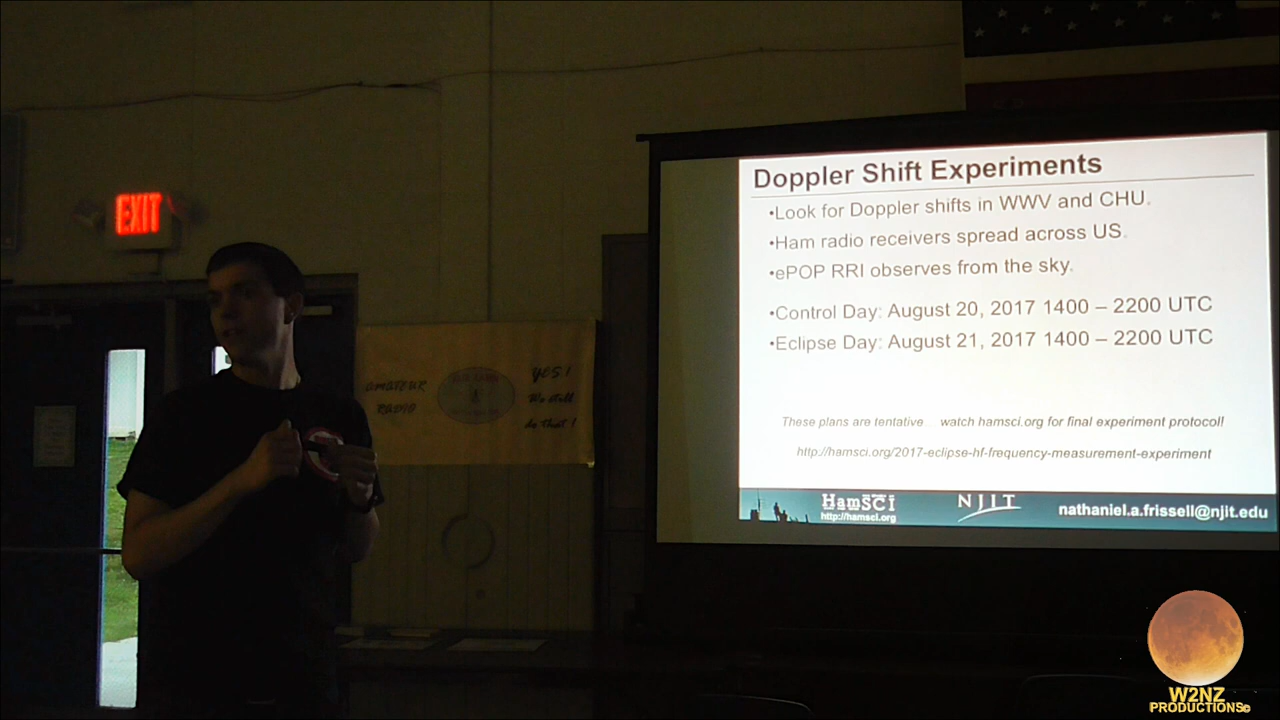 EXIT
AMATEUR
RADIO
YES!
We still
do that!
Doppler Shift Experiments
•Look for Doppler shifts in WWV and CHU.
•Ham radio receivers spread across US.
•ePOP RRI observes from the sky.
•Control Day: August 20, 2017 1400 – 2200 UTC
•Eclipse Day: August 21, 2017 1400 – 2200 UTC
These plans are tentative... watch hamsci.org for final experiment protocol!
http://hamsci.org/2017-eclipse-hf-frequency-measurement-experiment
HamSCI
http://hamsci.org
NJIT
nathaniel.a.frissell@njit.edu
W2NZ
PRODUCTIONS©